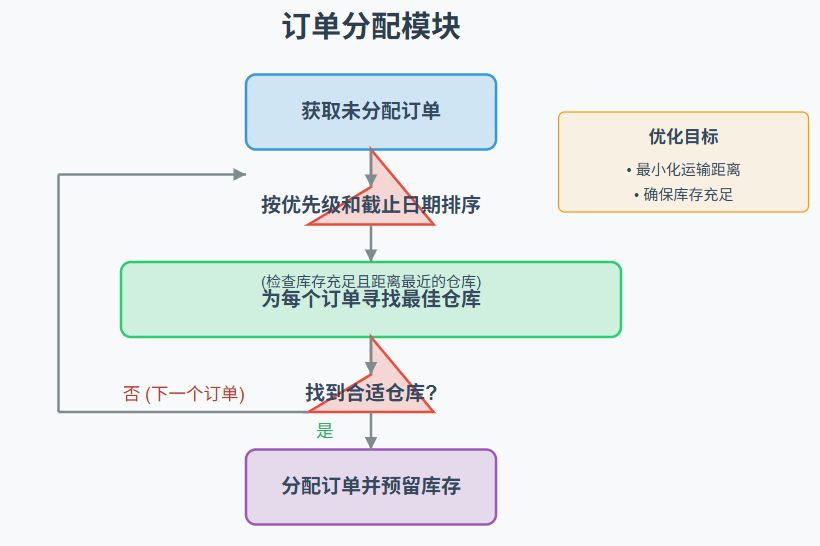 订单分配模块
获取未分配订单
优化目标
• 最小化运输距离
• 确保库存充足
按优先级和截止日期排序
(检查库存充足且距离最近的仓库)
为每个订单寻找最佳仓库
找到合适仓库?
否 (下一个订单)
是
分配订单并预留库存